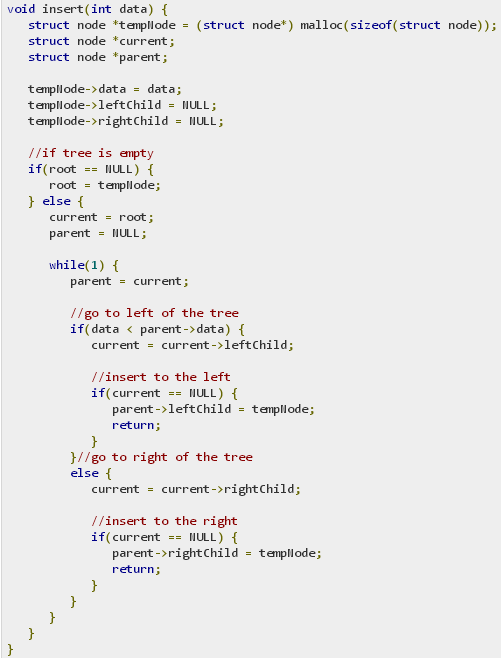 void insert(int data) {
   struct node *tempNode = (struct node*) malloc(sizeof(struct node));
   struct node *current;
   struct node *parent;

   tempNode->data = data;
   tempNode->leftChild = NULL;
   tempNode->rightChild = NULL;

   //if tree is empty
   if(root == NULL) {
      root = tempNode;
   } else {
      current = root;
      parent = NULL;

      while(1) {
         parent = current;

         //go to left of the tree
         if(data < parent->data) {
            current = current->leftChild;

            //insert to the left
            if(current == NULL) {
               parent->leftChild = tempNode;
               return;
            }
         }//go to right of the tree
         else {
            current = current->rightChild;

            //insert to the right
            if(current == NULL) {
               parent->rightChild = tempNode;
               return;
            }
         }
      }
   }
}